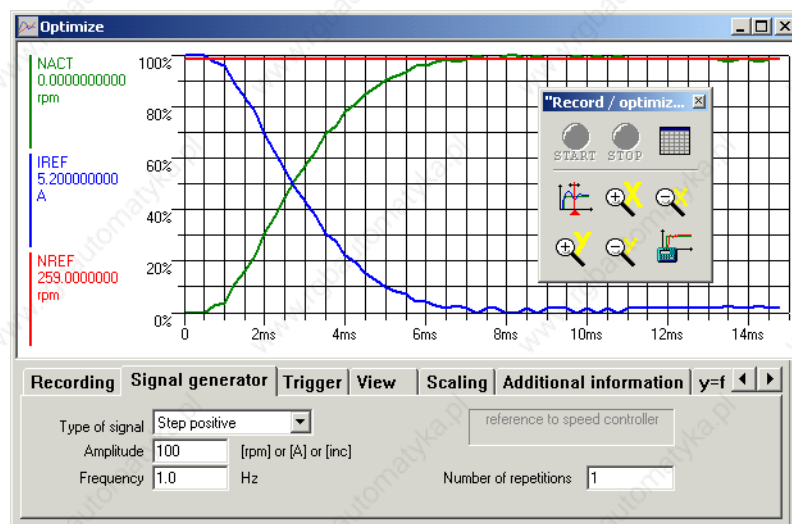 Optimize
NACT
0.0000000000
rpm
IREF
5.200000000
A
NREF
259.0000000
rpm
100%
80%
60%
40%
20%
0%
0 2ms 4ms 6ms 8ms 10ms 12ms 14ms
"Record / optimiz...
START STOP
X x
Y Y
Recording Signal generator Trigger View Scaling Additional information y=f
Type of signal Step positive
reference to speed controller
Amplitude 100 [rpm] or [A] or [inc]
Frequency 1.0 Hz
Number of repetitions 1
www.rgbautomatyka.pl